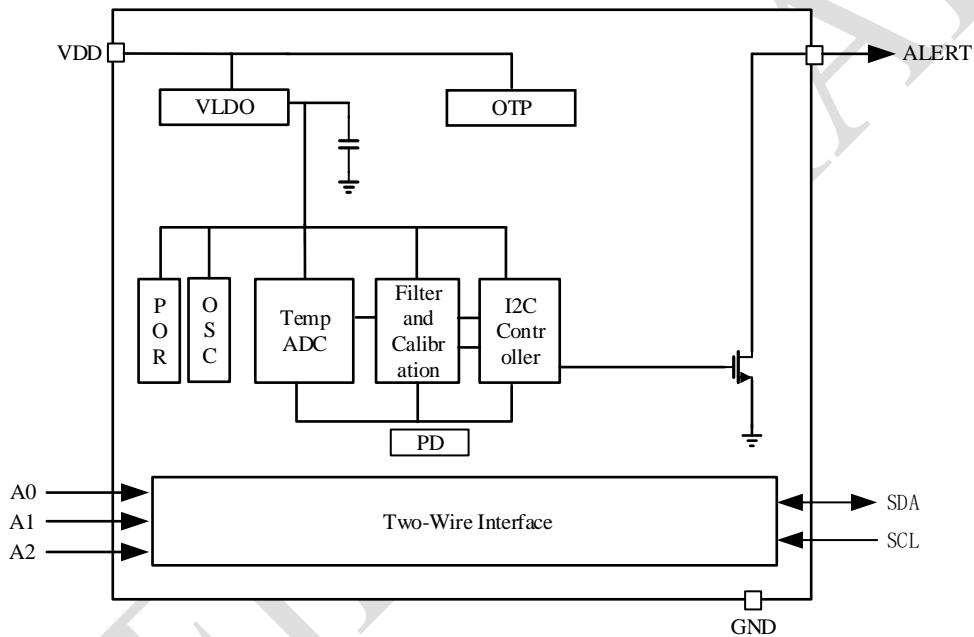 VDD
ALERT
VLDO
OTP
P
O
R
O
S
C
Temp
ADC
Filter
and
Calibr
ation
I2C
Contr
oller
PD
A0
A1
A2
Two-Wire Interface
SDA
SCL
GND